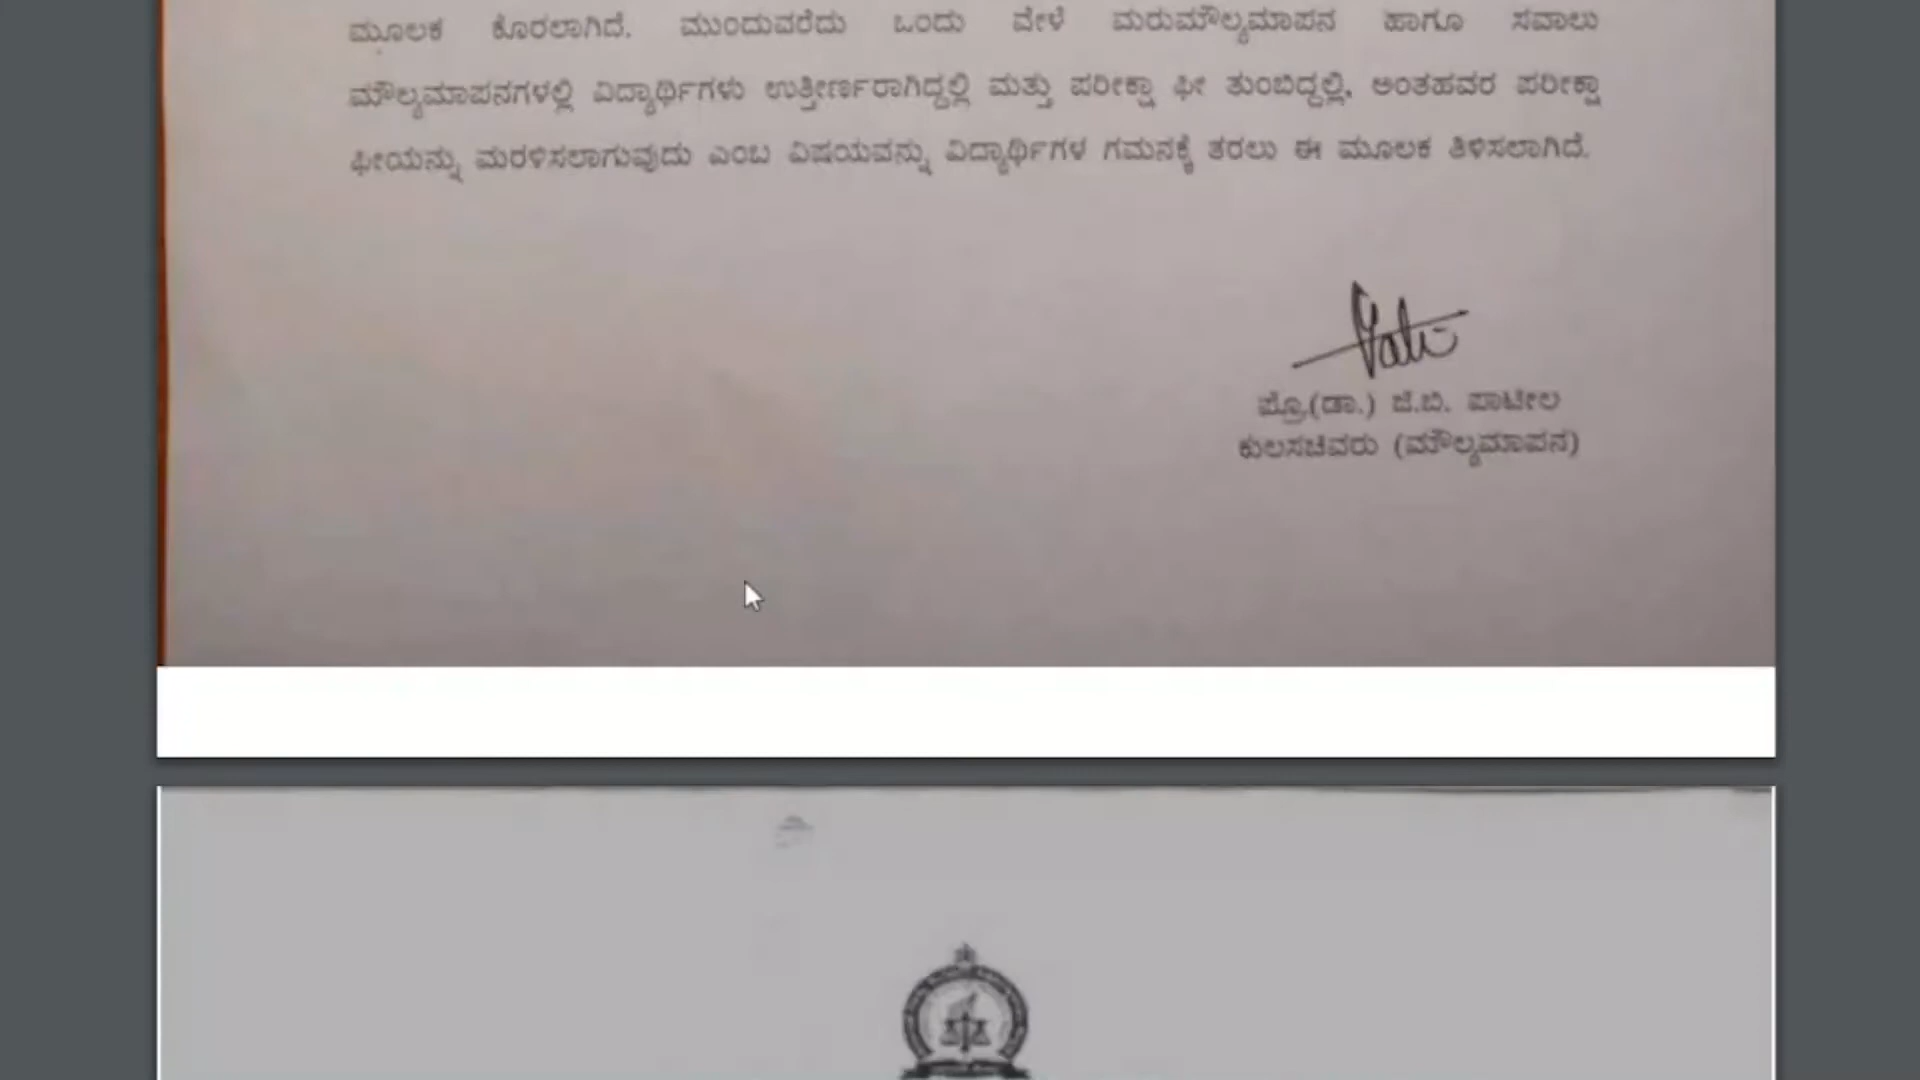 ಮೂಲಕ ಕೊರಲಾಗಿದೆ. ಮುಂದುವರೆದು ಒಂದು ವೇಳೆ ಮರುಮೌಲ್ಯಮಾಪನ ಹಾಗೂ ಸವಾಲು
ಮೌಲ್ಯಮಾಪನಗಳಲ್ಲಿ ವಿದ್ಯಾರ್ಥಿಗಳು ಉತ್ತೀರ್ಣರಾಗಿದ್ದಲ್ಲಿ ಮತ್ತು ಪರೀಕ್ಷಾ ಫೀ ತುಂಬಿದ್ದಲ್ಲಿ, ಅಂತಹವರ ಪರೀಕ್ಷಾ
ಫೀಯನ್ನು ಮರಳಿಸಲಾಗುವುದು ಎಂಬ ವಿಷಯವನ್ನು ವಿದ್ಯಾರ್ಥಿಗಳ ಗಮನಕ್ಕೆ ತರಲು ಈ ಮೂಲಕ ತಿಳಿಸಲಾಗಿದೆ.
ಪ್ರೊ.(ಡಾ.) ಜಿ.ಬಿ. ಪಾಟೀಲ
ಕುಲಸಚಿವರು (ಮೌಲ್ಯಮಾಪನ)